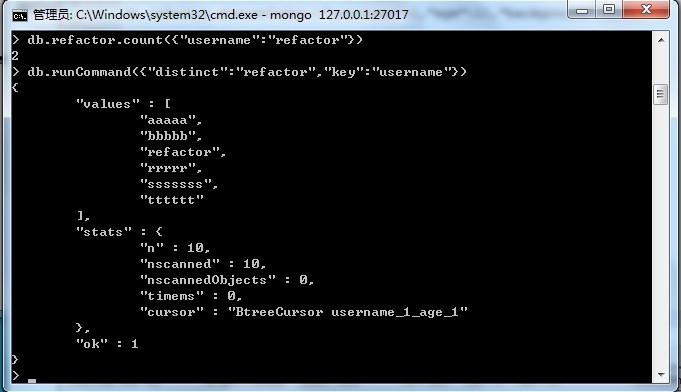 管理员: C:\Windows\system32\cmd.exe - mongo  127.0.0.1:27017
> db.refactor.count({"username":"refactor"})
2
> db.runCommand({"distinct":"refactor","key":"username"})
{
        "values" : [
                "aaaaa",
                "bbbbb",
                "refactor",
                "rrrrr",
                "sssssss",
                "tttttt"
        ],
        "stats" : {
                "n" : 10,
                "nscanned" : 10,
                "nscannedObjects" : 0,
                "timems" : 0,
                "cursor" : "BtreeCursor username_1_age_1"
        },
        "ok" : 1
}
>